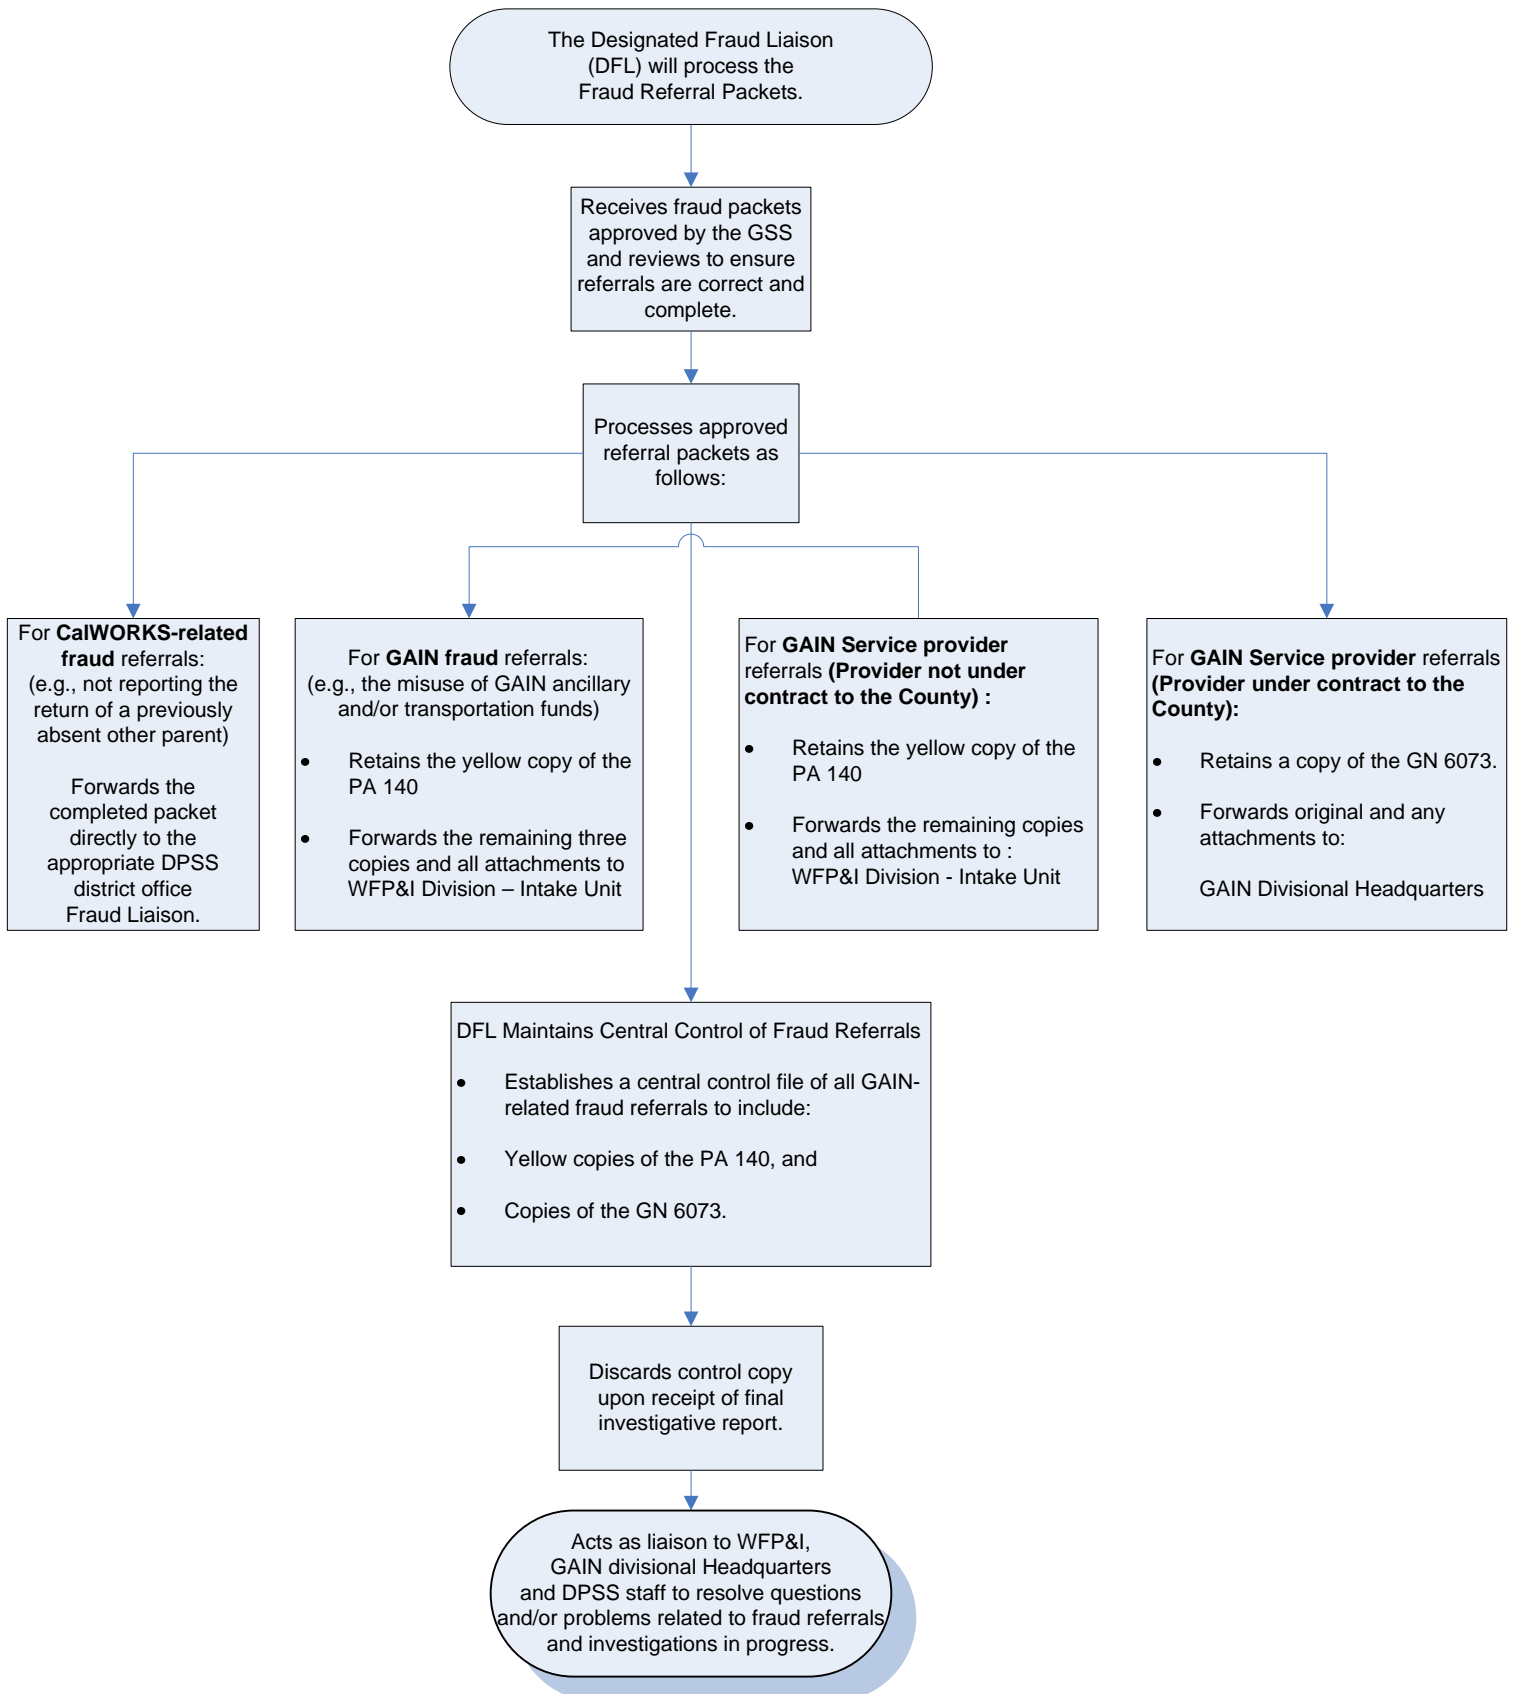 The Designated Fraud Liaison
(DFL) will process the
Fraud Referral Packets.
Receives fraud packets
approved by the GSS
and reviews to ensure
referrals are correct and
complete.
Processes approved
referral packets as
follows:
For CalWORKS-related
fraud referrals:
(e.g., not reporting the
return of a previously
absent other parent)
Forwards the
completed packet
directly to the
appropriate DPSS
district office
Fraud Liaison.
For GAIN fraud referrals:
(e.g., the misuse of GAIN ancillary
and/or transportation funds)
• Retains the yellow copy of the
PA 140
• Forwards the remaining three
copies and all attachments to
WFP&I Division – Intake Unit
For GAIN Service provider
referrals (Provider not under
contract to the County) :
• Retains the yellow copy of the
PA 140
• Forwards the remaining copies
and all attachments to :
WFP&I Division - Intake Unit
For GAIN Service provider referrals
(Provider under contract to the
County):
• Retains a copy of the GN 6073.
• Forwards original and any
attachments to:
GAIN Divisional Headquarters
DFL Maintains Central Control of Fraud Referrals
• Establishes a central control file of all GAIN-
related fraud referrals to include:
• Yellow copies of the PA 140, and
• Copies of the GN 6073.
Discards control copy
upon receipt of final
investigative report.
Acts as liaison to WFP&I,
GAIN divisional Headquarters
and DPSS staff to resolve questions
and/or problems related to fraud referrals
and investigations in progress.